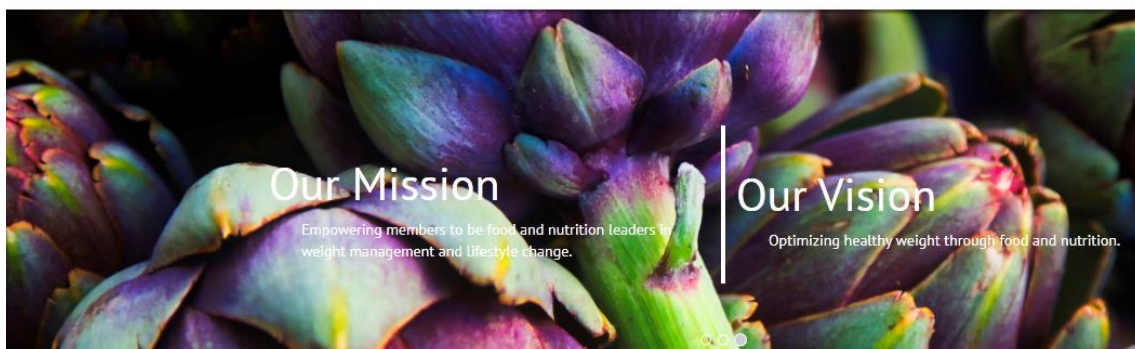 Our Mission
Empowering members to be food and nutrition leaders in
weight management and lifestyle change.
Our Vision
Optimizing healthy weight through food and nutrition.